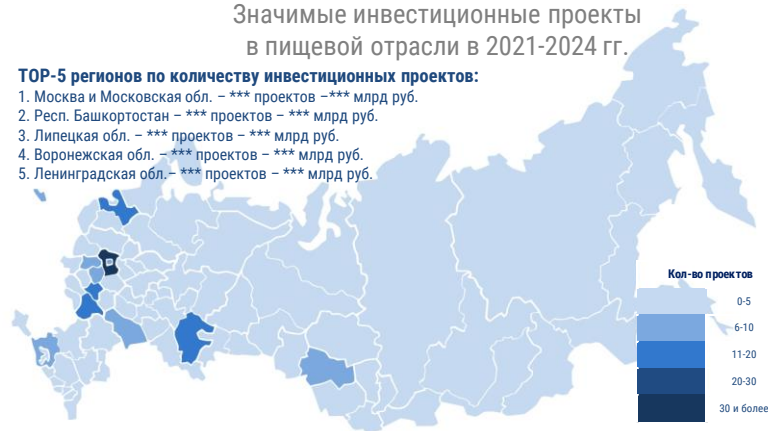 Значимые инвестиционные проекты
в пищевой отрасли в 2021-2024 гг.
TOP-5 регионов по количеству инвестиционных проектов:
1. Москва и Московская обл. – *** проектов –*** млрд руб.
2. Респ. Башкортостан – *** проектов – *** млрд руб.
3. Липецкая обл. – *** проектов – *** млрд руб.
4. Воронежская обл. – *** проектов – *** млрд руб.
5. Ленинградская обл.– *** проектов – *** млрд руб.
Кол-во проектов
0-5
6-10
11-20
20-30
30 и более